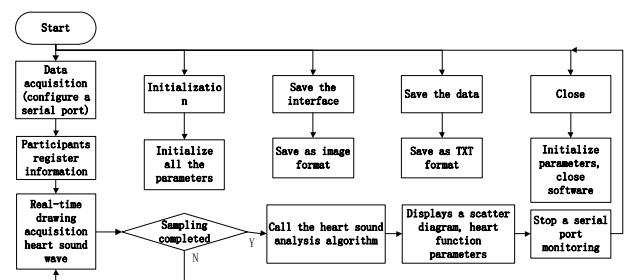 Start
Data
acquisition
(configure a
serial port)
Initializatio
n
Save the
interface
Save the data
Close
Participants
register
information
Initialize
all the
parameters
Save as image
format
Save as TXT
format
Initialize
parameters,
close
software
Real-time
drawing
acquisition
heart sound
wave
Sampling
completed
Y
N
Call the heart sound
analysis algorithm
Displays a scatter
diagram, heart
function
parameters
Stop a serial
port
monitoring